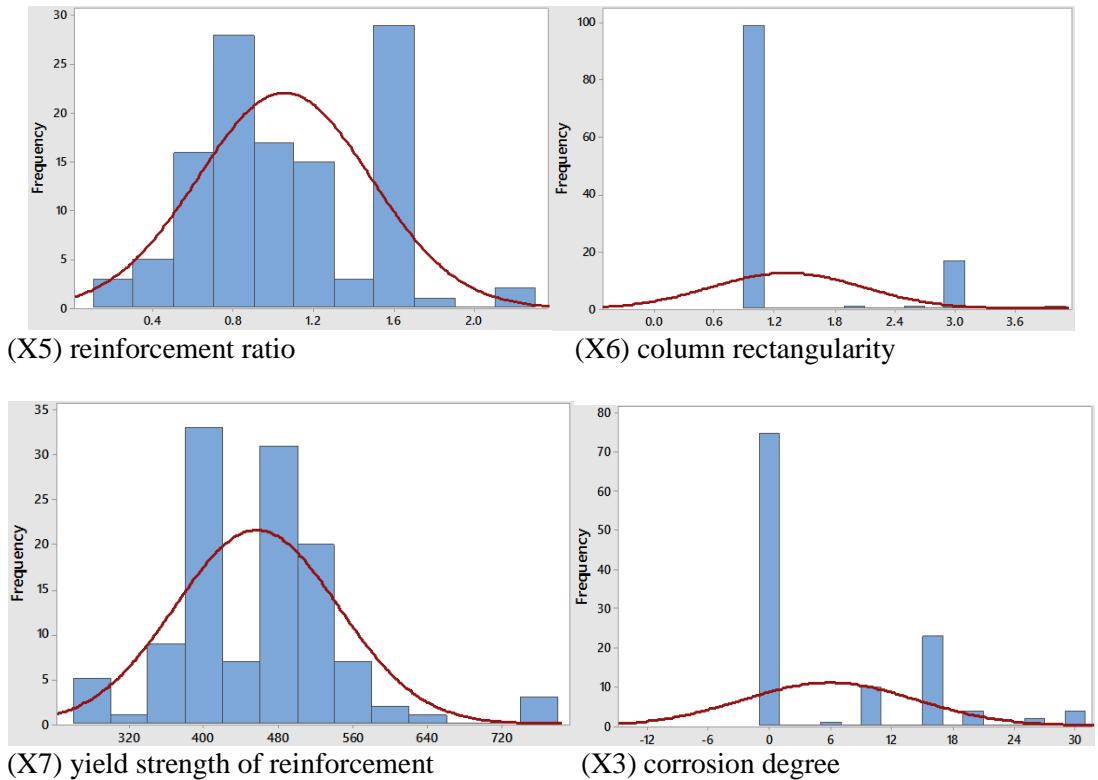 30
25
20
15
10
5
0
Frequency
0.4 0.8 1.2 1.6 2.0
(X5) reinforcement ratio
100
80
60
40
20
0
Frequency
0.0 0.6 1.2 1.8 2.4 3.0 3.6
(X6) column rectangularity
35
30
25
20
15
10
5
0
Frequency
320 400 480 560 640 720
(X7) yield strength of reinforcement
80
70
60
50
40
30
20
10
0
Frequency
-12 -6 0 6 12 18 24 30
(X3) corrosion degree